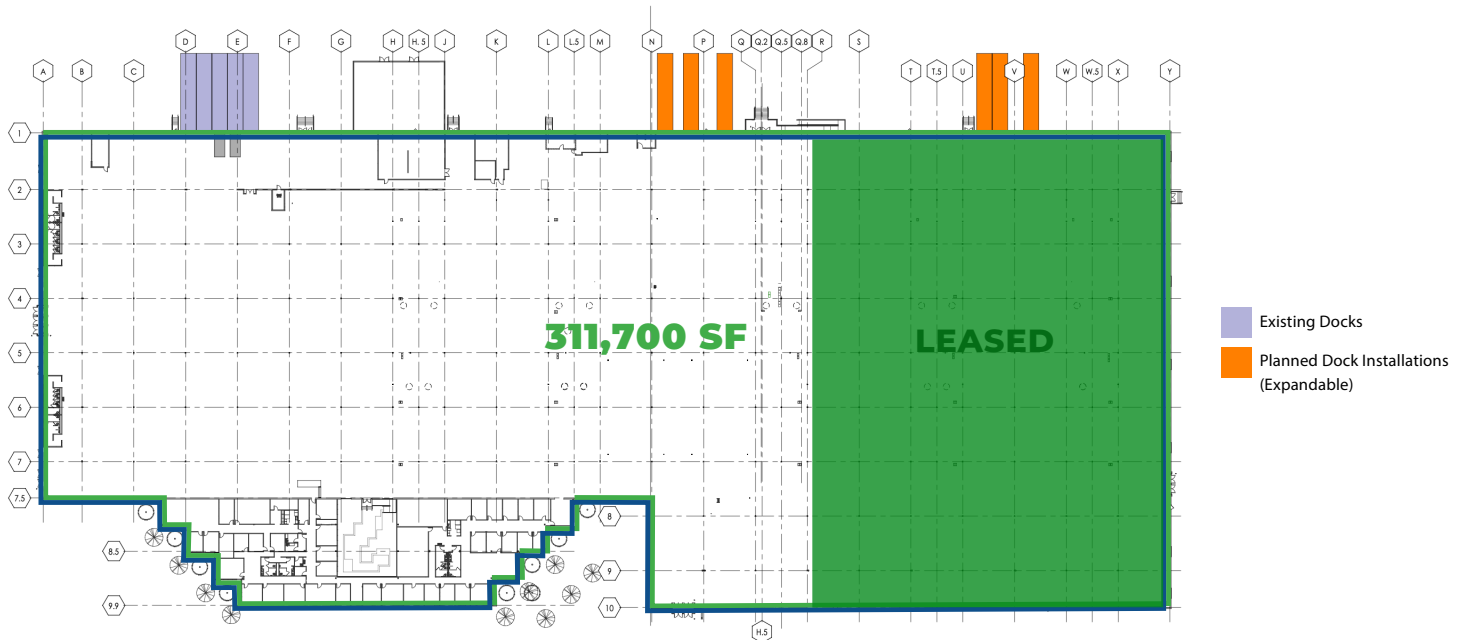 D E F G H H.5 J K L L.5 M N P Q Q.2 Q.5 Q.8 R S
A B C T T.5 U V W W.5 X Y
1
2
3
4
311,700 SF
LEASED
Existing Docks
5
Planned Dock Installations
(Expandable)
6
7
7.5
8
8.5
9
9.9
10
H.5